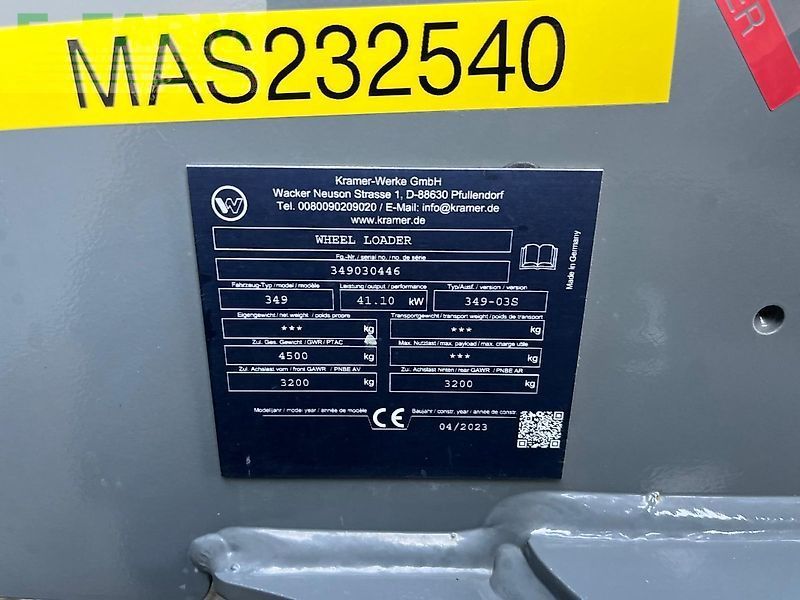 MAS232540
Kramer-Werke GmbH
Wacker Neuson Strasse 1, D-88630 Pfullendorf
Tel. 0080090209020 / E-Mail: info@kramer.de
www.kramer.de
WHEEL LOADER
Fg.-Nr. / serial no. / no. de série
349030446
Made in Germany
Fahrzeug-Typ / model / modèle Leistung / output / performance Typ/Ausf. / version / version
349 41.10 kW 349-03S
Eigengewicht / net weight / poids propre Transportgewicht / transport weight / poids de transport
*** kg *** kg
Zul. Ges. Gewicht / GWR / PTAC Max. Nutzlast / max. payload / max. charge utile
4500 kg *** kg
Zul. Achslast vorn / front GAWR / PNBE AV Zul. Achslast hinten / rear GAWR / PNBE AR
3200 kg 3200 kg
Modelljahr / model year / année de modèle CE Baujahr / constr. year / année de constr.
04/2023